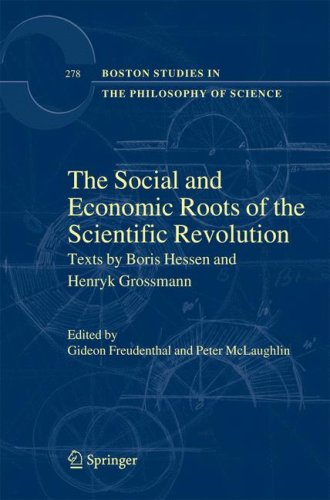 278
BOSTON STUDIES IN
THE PHILOSOPHY OF SCIENCE
The Social and
Economic Roots of the
Scientific Revolution
Texts by Boris Hessen and
Henryk Grossmann
Edited by
Gideon Freudenthal and Peter McLaughlin
Springer